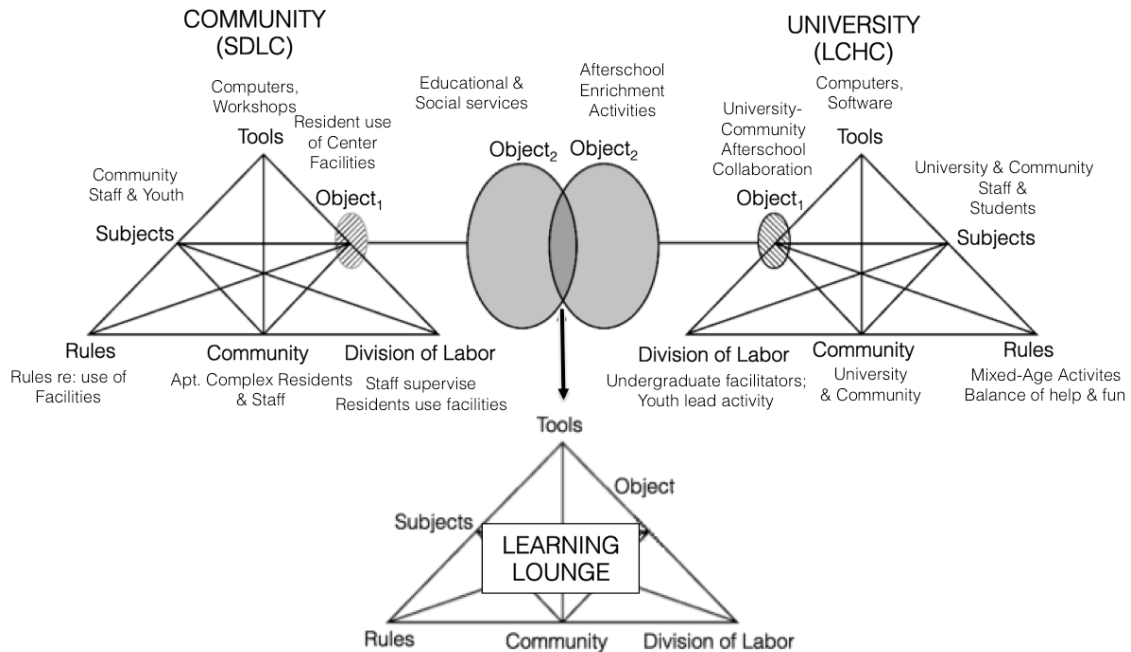 COMMUNITY
(SDLC)
UNIVERSITY
(LCHC)
Computers,
Workshops
Tools
Resident use
of Center
Facilities
Object1
Community
Staff & Youth
Subjects
Rules
Rules re: use of
Facilities
Community
Apt. Complex Residents
& Staff
Division of Labor
Staff supervise
Residents use facilities
Educational &
Social services
Object2
Afterschool
Enrichment
Activities
Object2
University-
Community
Afterschool
Collaboration
Object1
Computers,
Software
Tools
University & Community
Staff &
Students
Subjects
Division of Labor
Undergraduate facilitators;
Youth lead activity
Community
University
& Community
Rules
Mixed-Age Activites
Balance of help & fun
Tools
Object
Subjects
LEARNING
LOUNGE
Rules
Community
Division of Labor